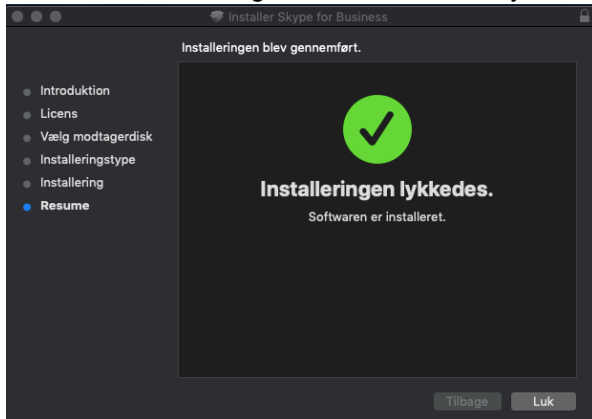 Installer Skype for Business
Installeringen blev gennemført.
Introduktion
Licens
Vælg modtagerdisk
Installeringstype
Installering
Resume
Installeringen lykkedes.
Softwaren er installeret.
Tilbage
Luk